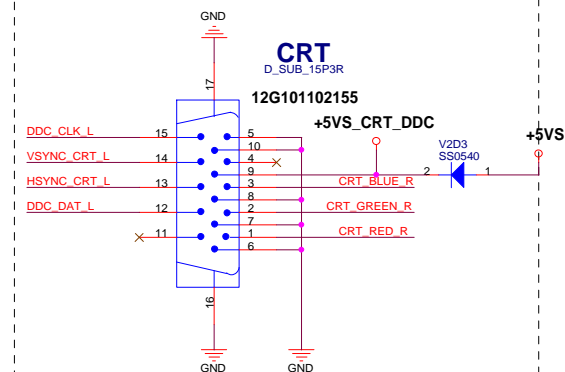 GND
17
CRT
D_SUB_15P3R
12G101102155
+5VS_CRT_DDC
+5VS
V2D3
SS0540
DDC_CLK_L 15 5
10
VSYNC_CRT_L 14 4
9 2 1
HSYNC_CRT_L 13 3 CRT_BLUE_R
8
DDC_DAT_L 12 2 CRT_GREEN_R
7
11 1 CRT_RED_R
6
16
GND GND